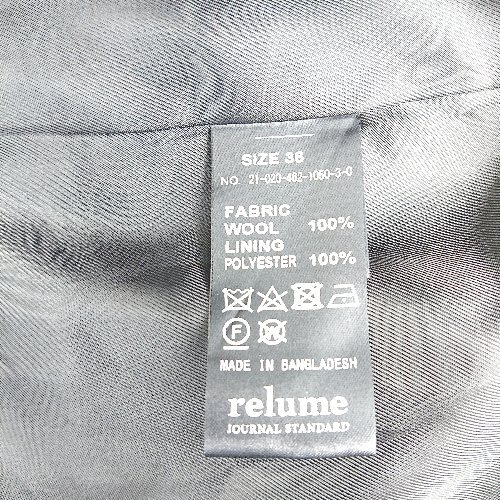 SIZE 38
NO. 21-020-482-1060-3-0
FABRIC
WOOL 100%
LINING
POLYESTER 100%
F W
MADE IN BANGLADESH
relume
JOURNAL STANDARD